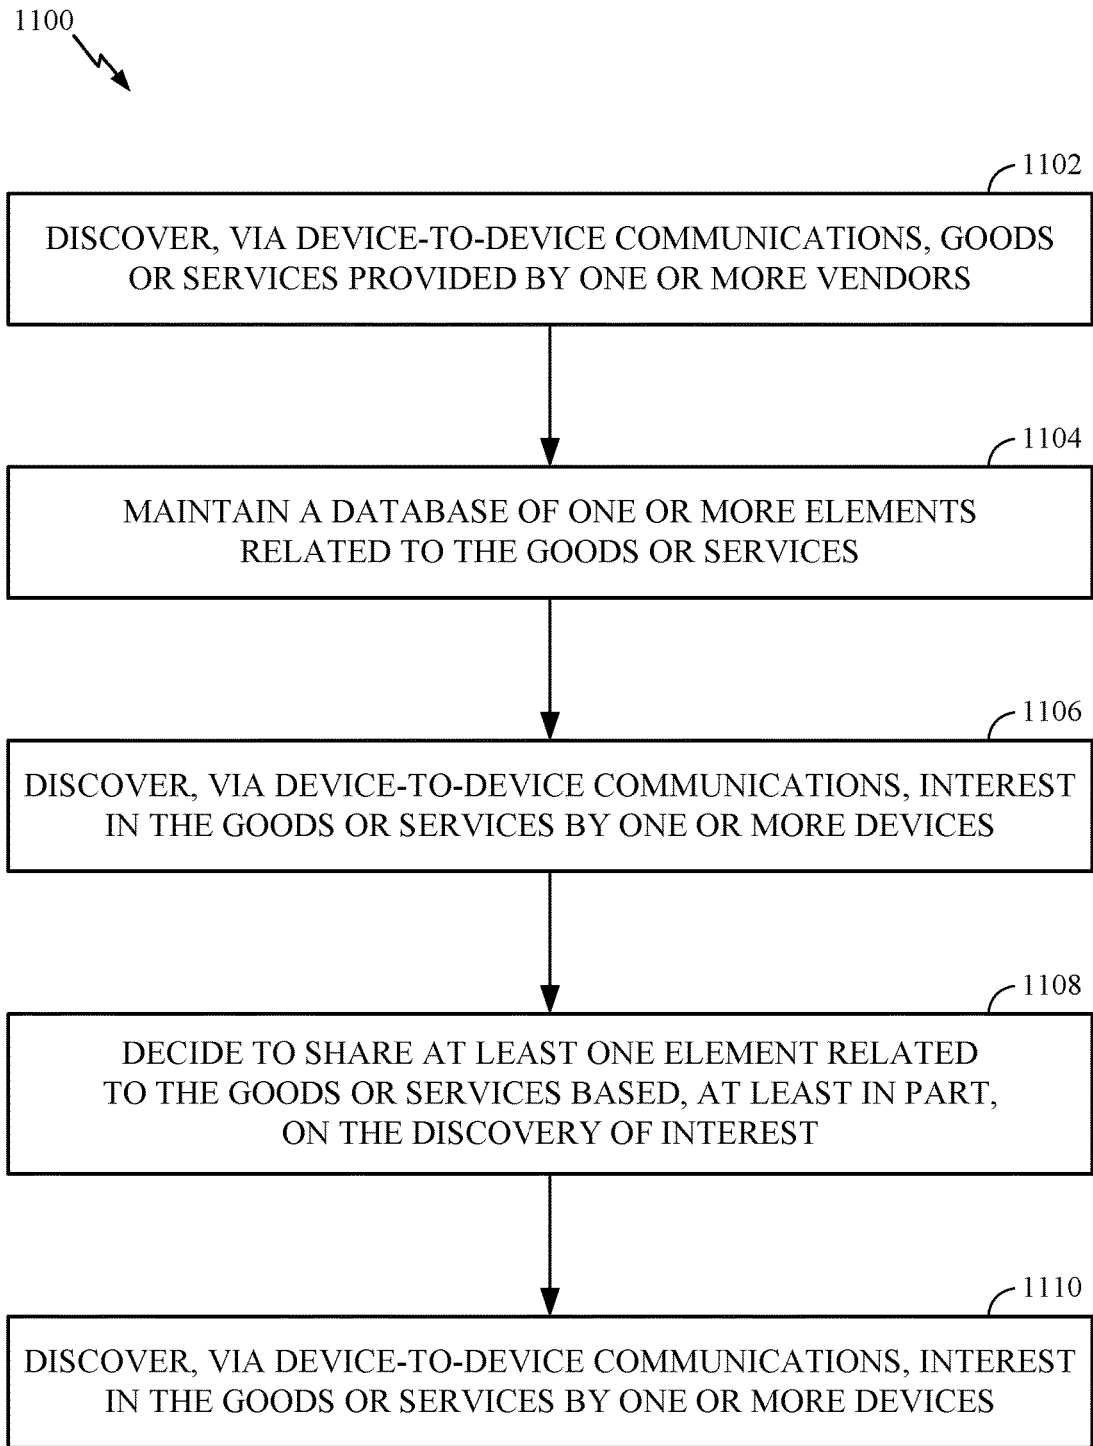 1100
1102
DISCOVER, VIA DEVICE-TO-DEVICE COMMUNICATIONS, GOODS
OR SERVICES PROVIDED BY ONE OR MORE VENDORS
1104
MAINTAIN A DATABASE OF ONE OR MORE ELEMENTS
RELATED TO THE GOODS OR SERVICES
1106
DISCOVER, VIA DEVICE-TO-DEVICE COMMUNICATIONS, INTEREST
IN THE GOODS OR SERVICES BY ONE OR MORE DEVICES
1108
DECIDE TO SHARE AT LEAST ONE ELEMENT RELATED
TO THE GOODS OR SERVICES BASED, AT LEAST IN PART,
ON THE DISCOVERY OF INTEREST
1110
DISCOVER, VIA DEVICE-TO-DEVICE COMMUNICATIONS, INTEREST
IN THE GOODS OR SERVICES BY ONE OR MORE DEVICES